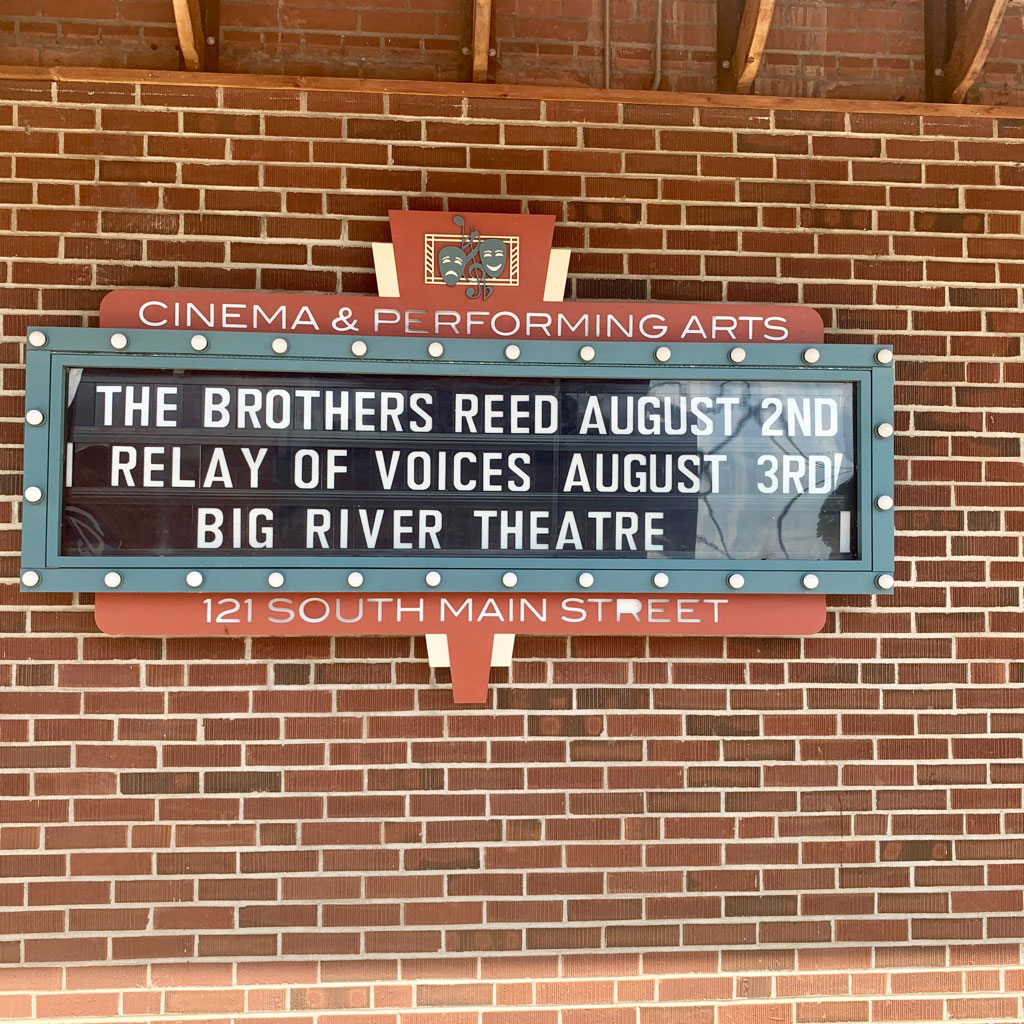 CINEMA & PERFORMING ARTS
THE BROTHERS REED AUGUST 2ND
RELAY OF VOICES AUGUST 3RD
BIG RIVER THEATRE
121 SOUTH MAIN STREET